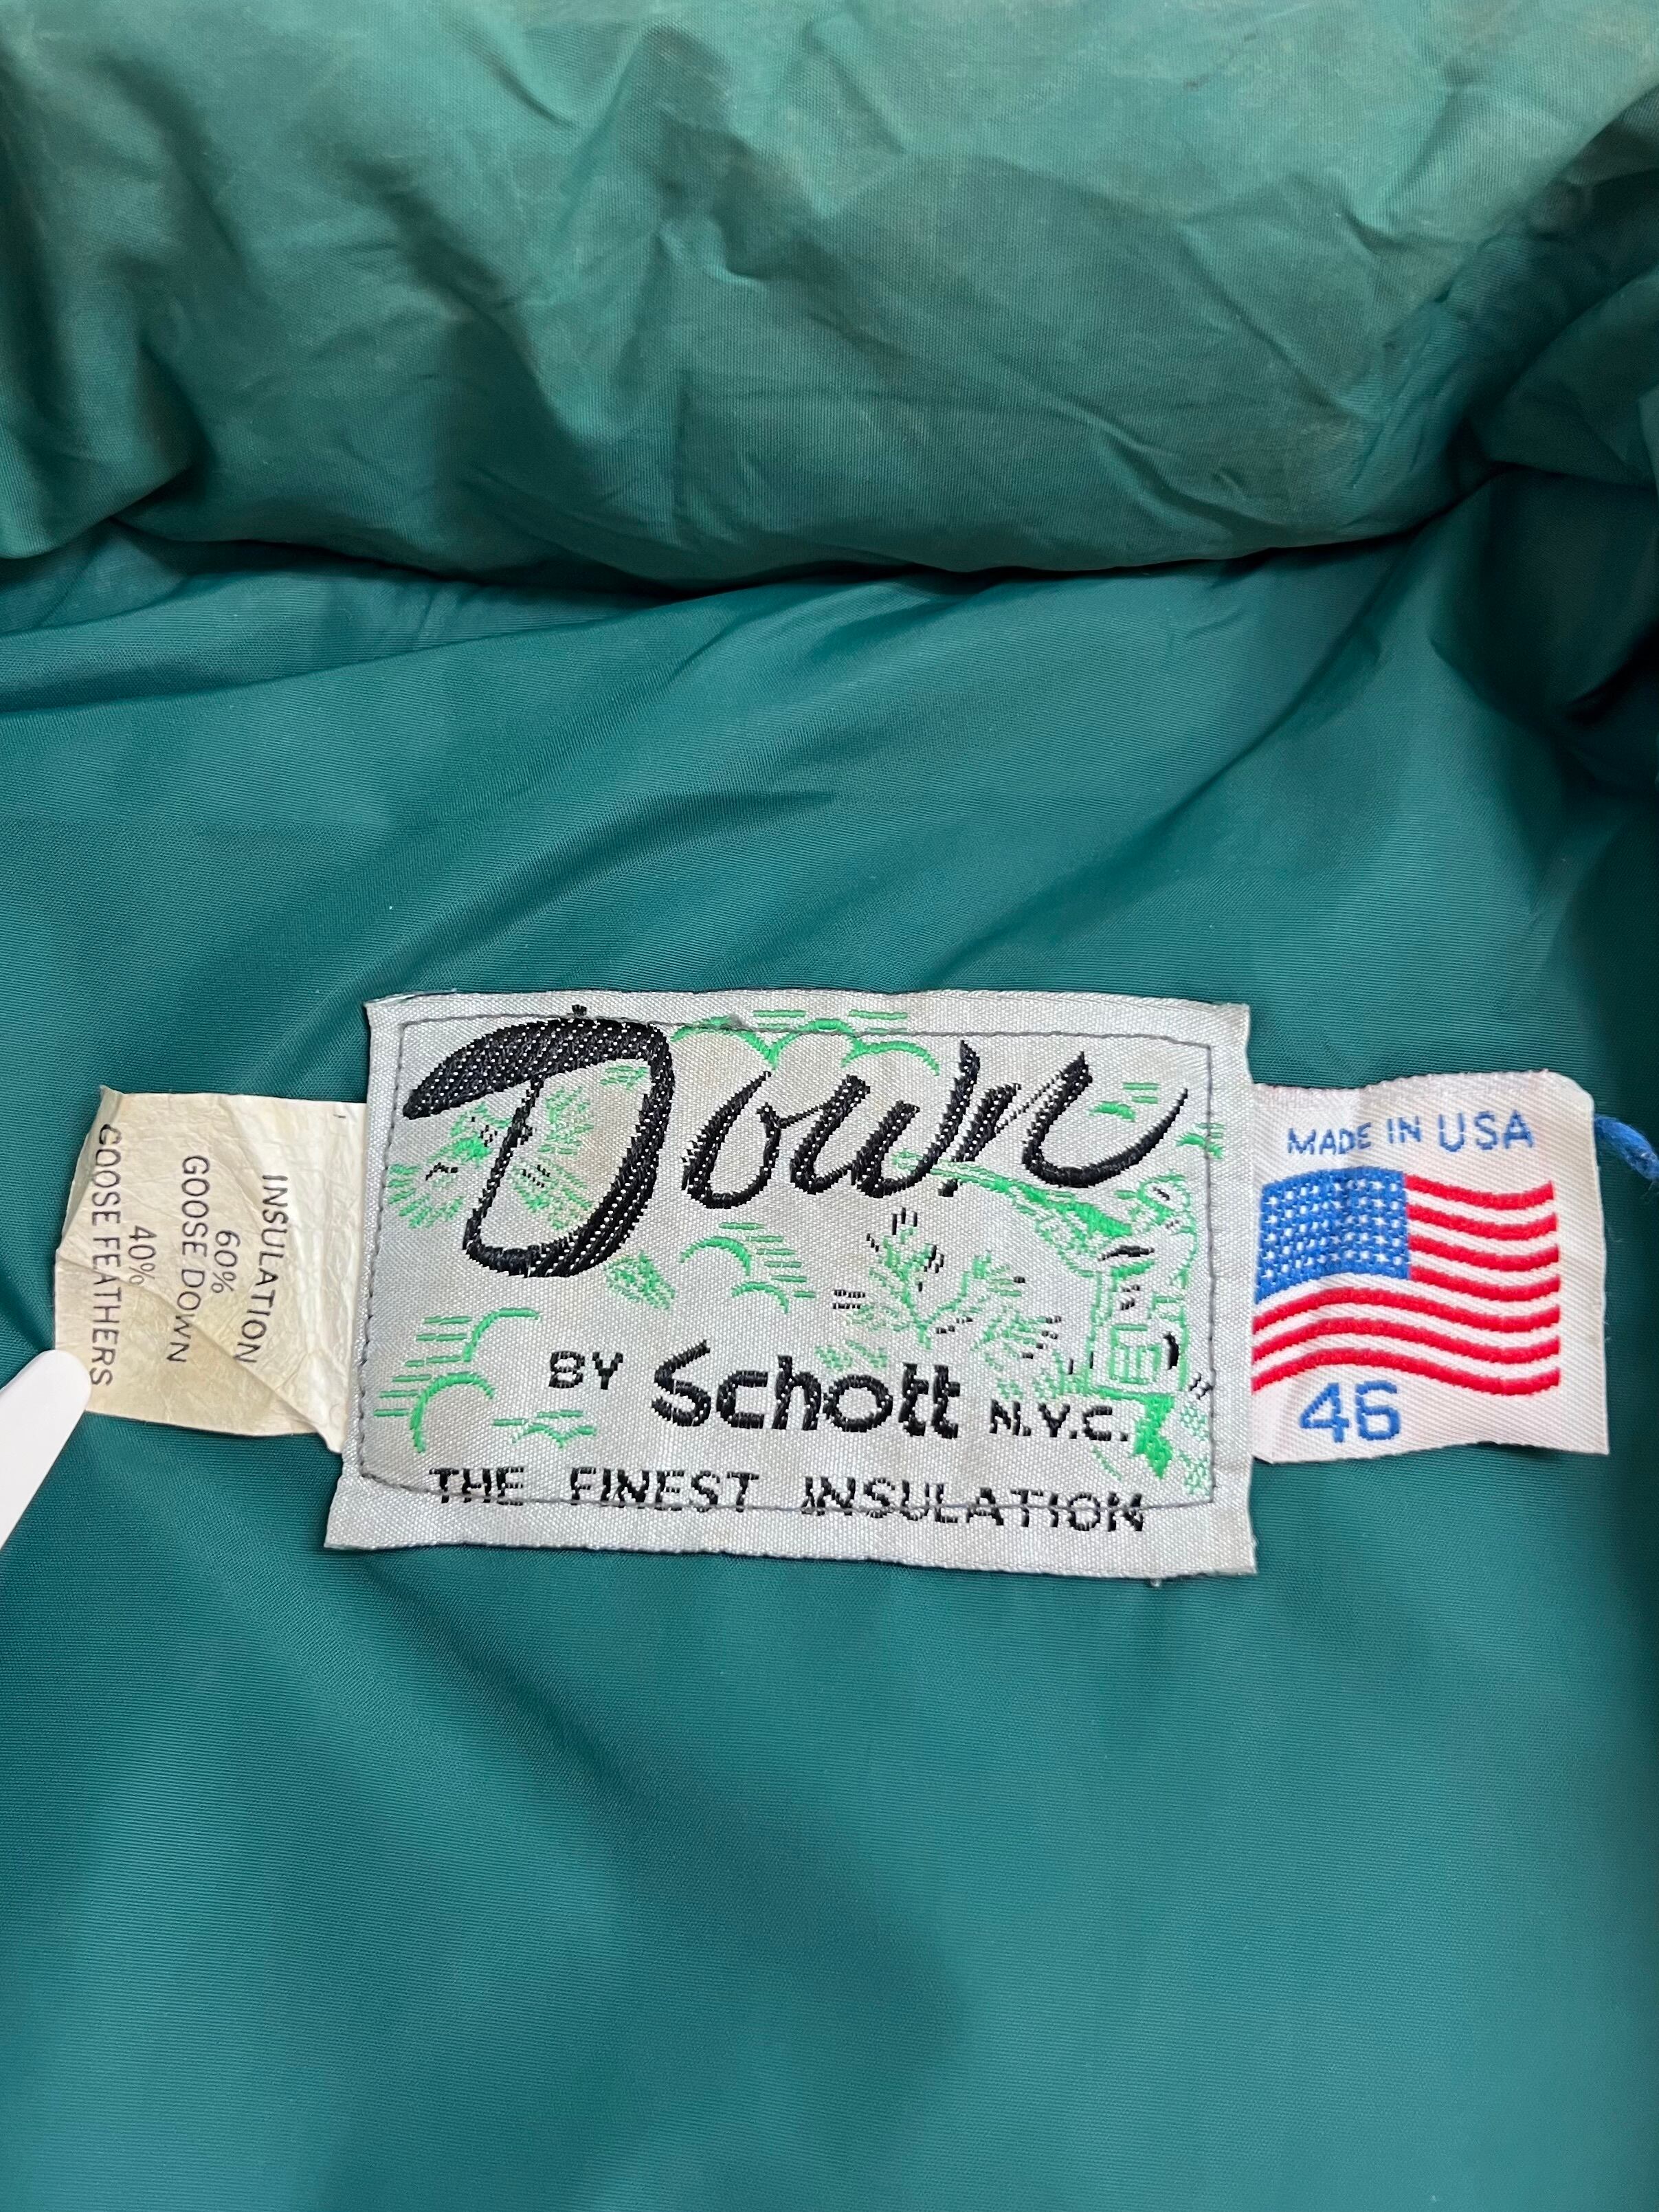 INSULATION
60%
GOOSE DOWN
40%
GOOSE FEATHERS
Down
BY Schott N.Y.C.
THE FINEST INSULATION
MADE IN USA
46